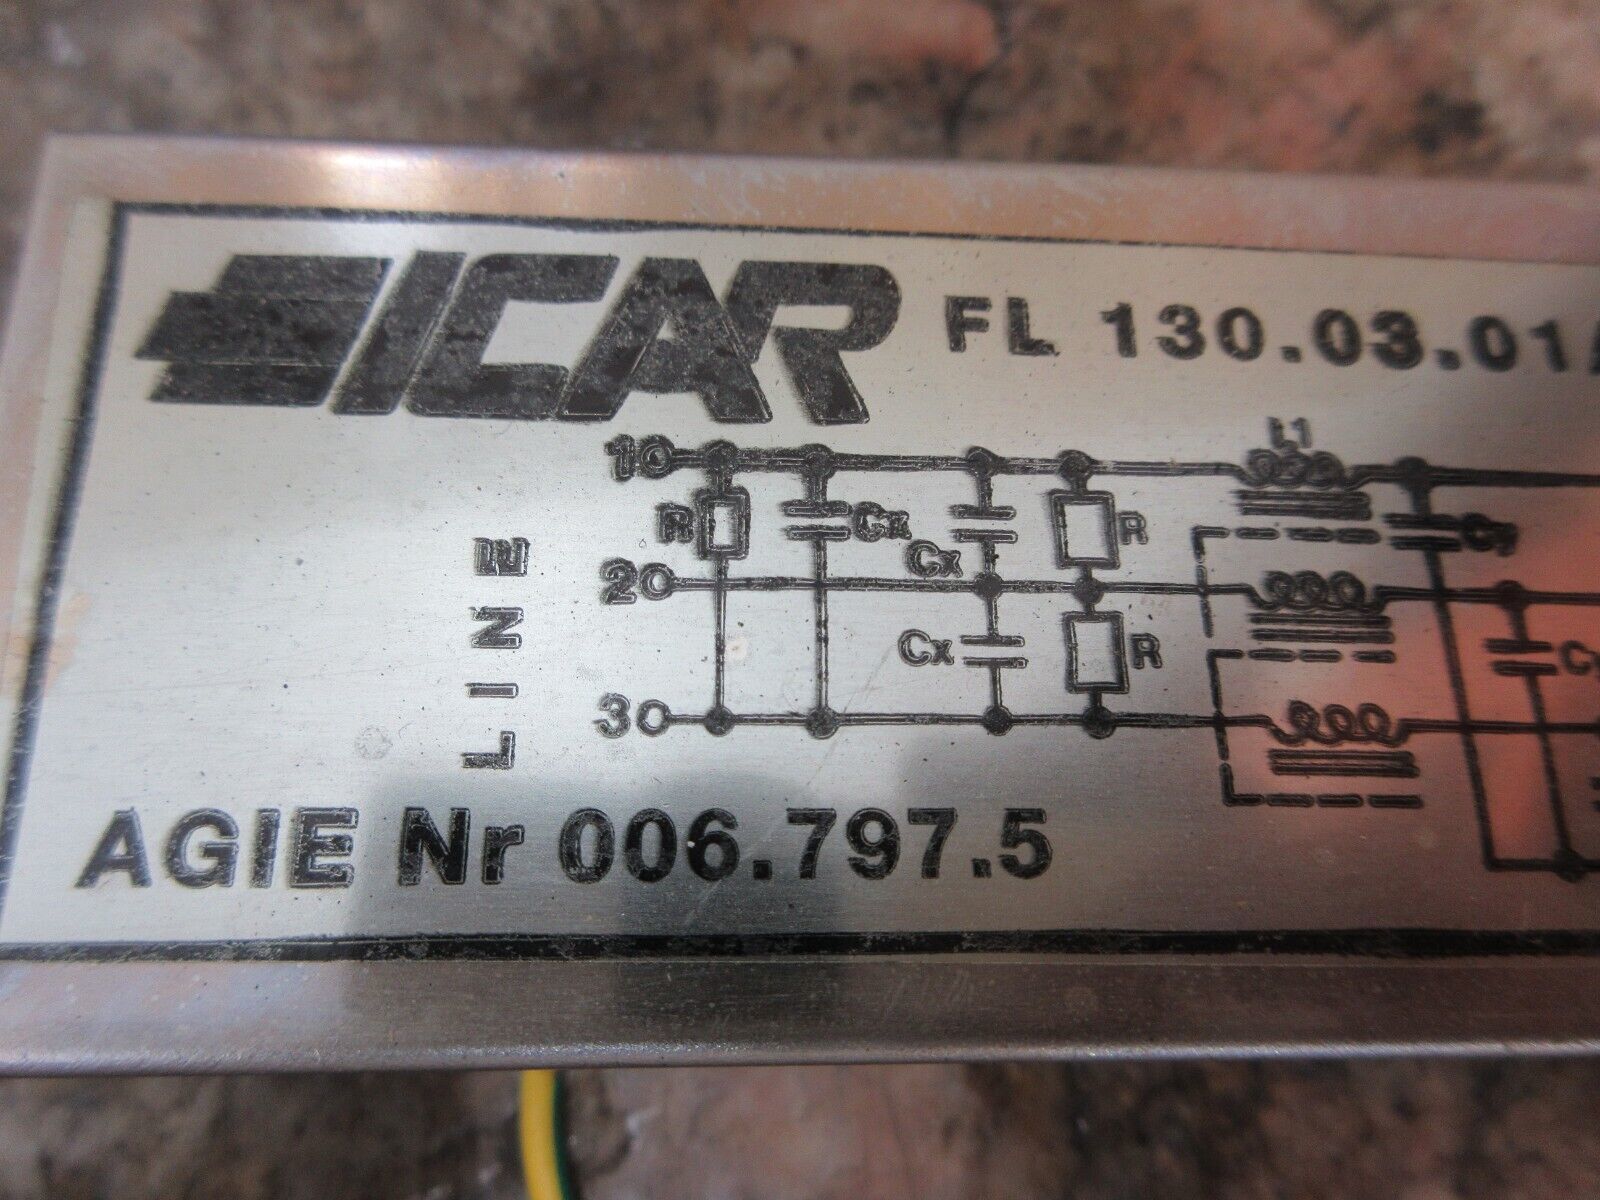 ICAR FL 130.03.01
L1
1
R Cx Cx R
Cy
2
LINE
Cx R
Cy
3
AGIE Nr 006.797.5